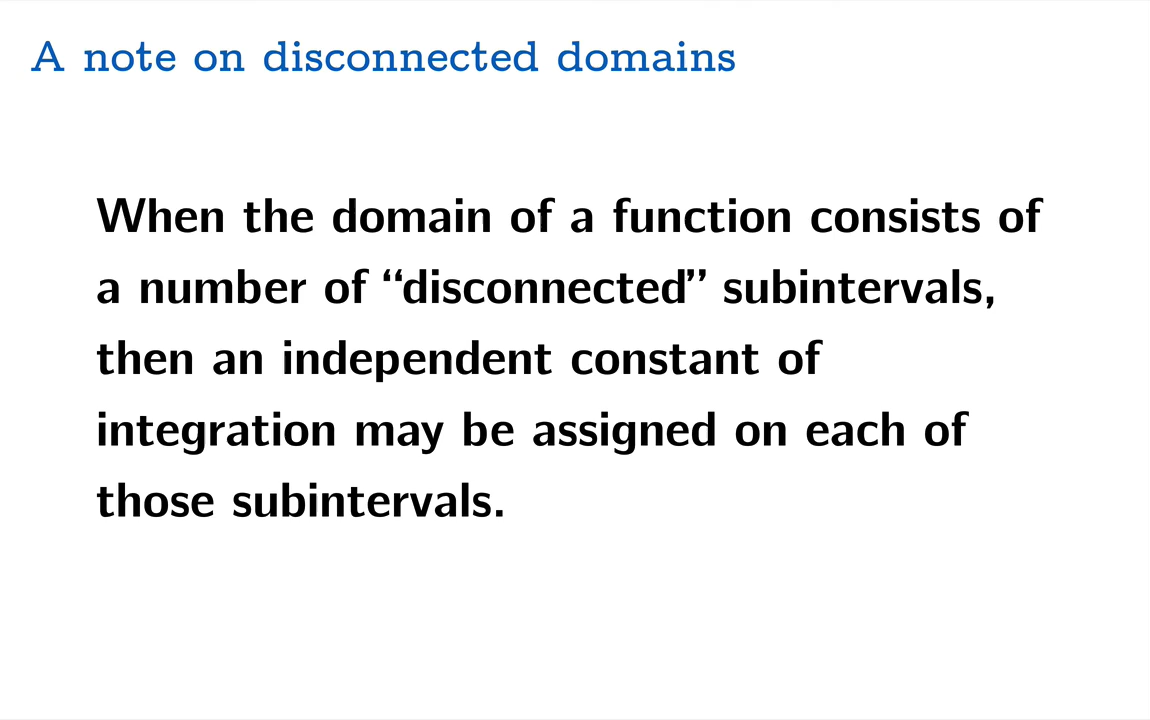 A note on disconnected domains
When the domain of a function consists of
a number of “disconnected” subintervals,
then an independent constant of
integration may be assigned on each of
those subintervals.